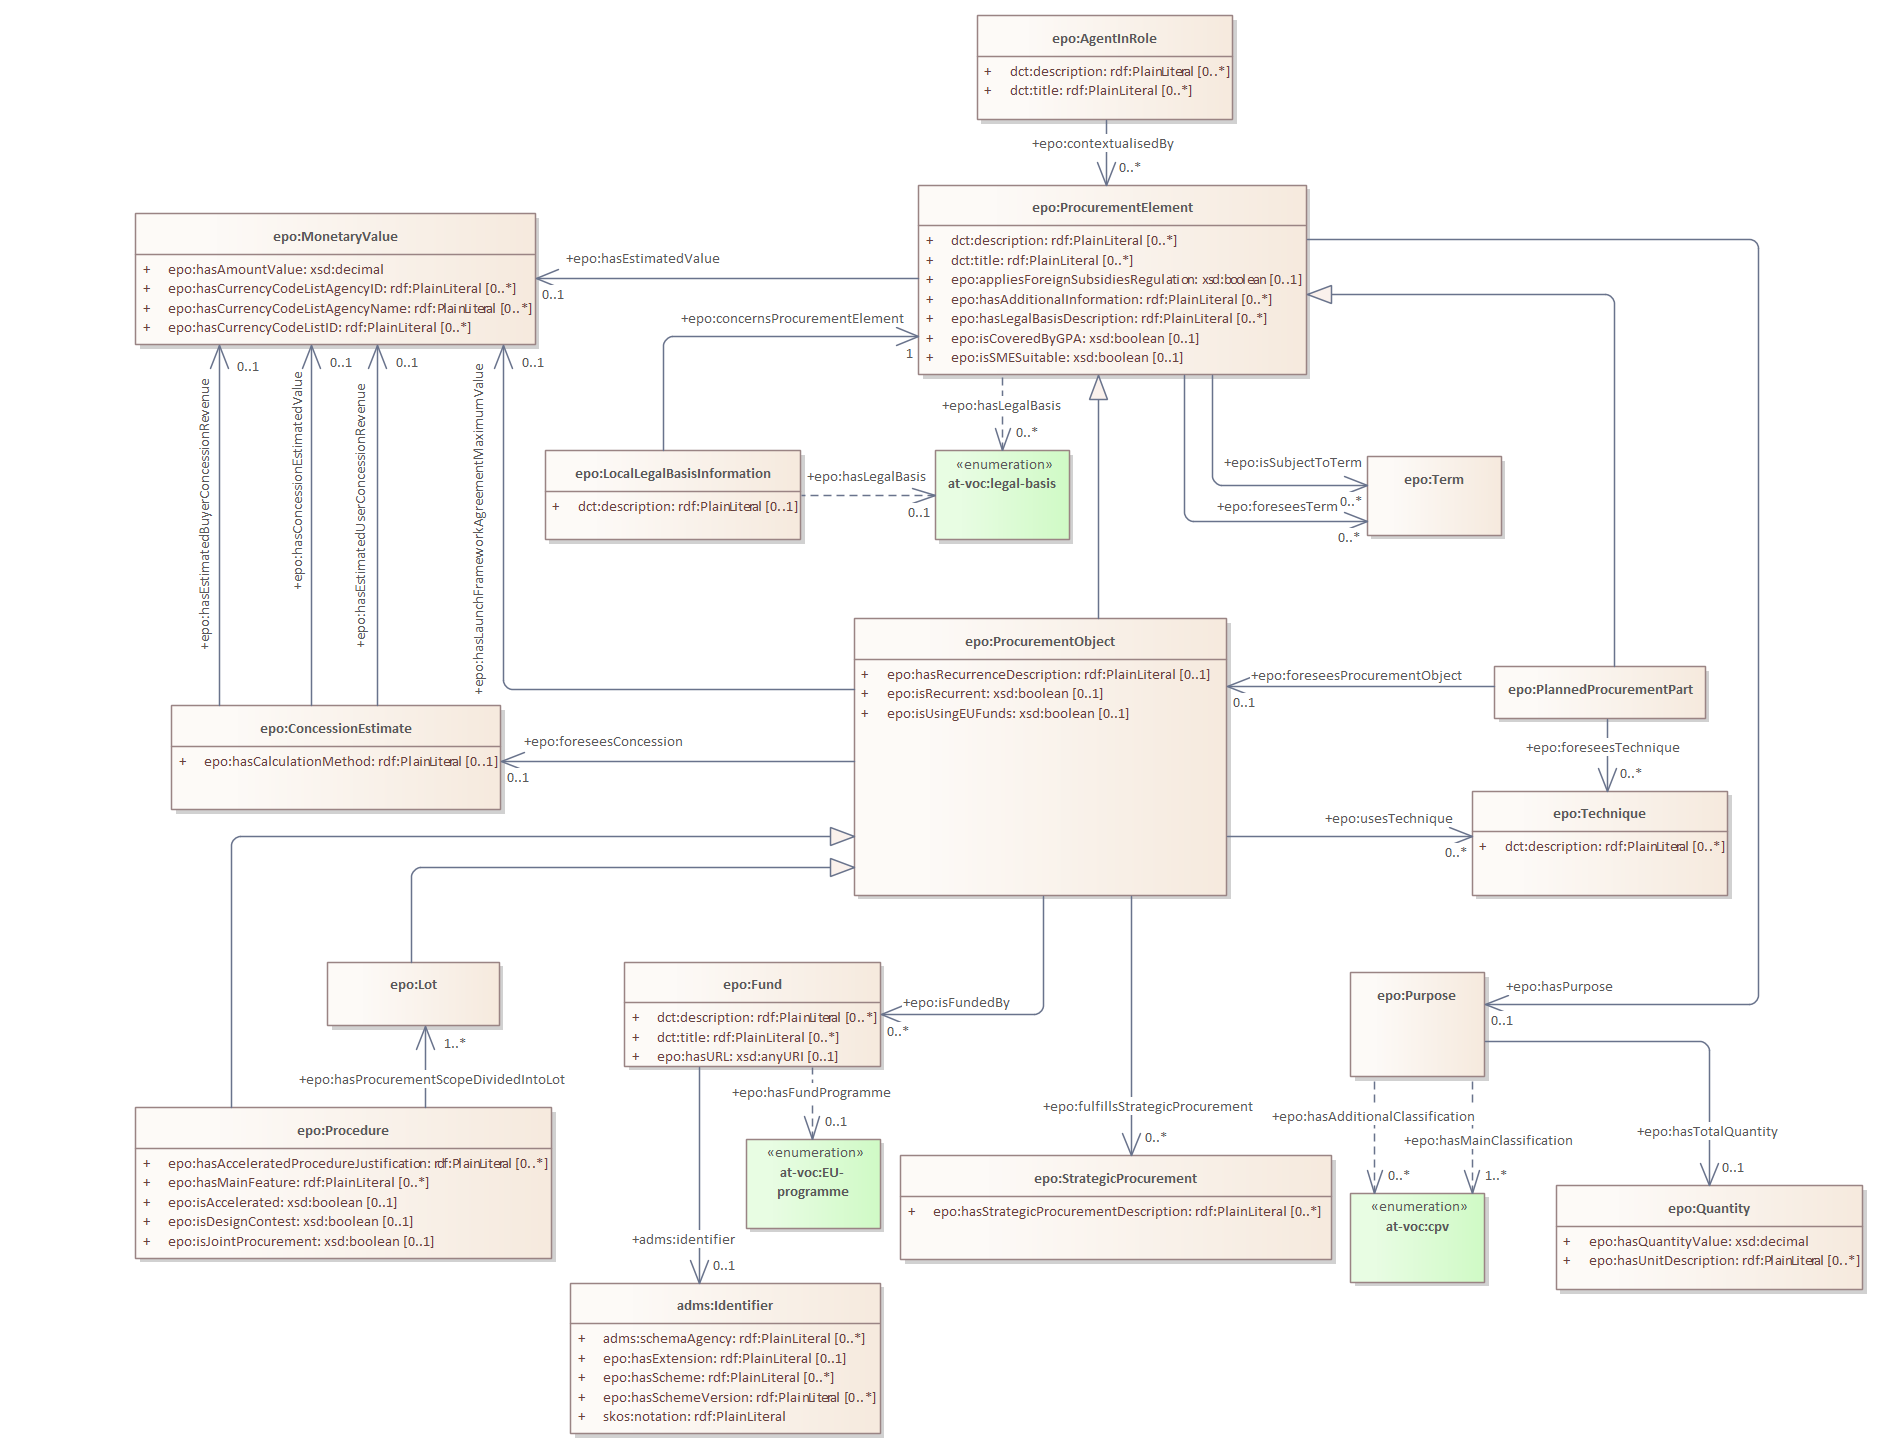 epo:AgentInRole
+ dct:description: rdf:PlainLiteral [0..*]
+ dct:title: rdf:PlainLiteral [0..*]
+epo:contextualisedBy
0..*
epo:ProcurementElement
+ dct:description: rdf:PlainLiteral [0..*]
+ dct:title: rdf:PlainLiteral [0..*]
+ epo:appliesForeignSubsidiesRegulation: xsd:boolean [0..1]
+ epo:hasAdditionalInformation: rdf:PlainLiteral [0..*]
+ epo:hasLegalBasisDescription: rdf:PlainLiteral [0..*]
+ epo:isCoveredByGPA: xsd:boolean [0..1]
+ epo:isSMESuitable: xsd:boolean [0..1]
epo:MonetaryValue
+ epo:hasAmountValue: xsd:decimal
+ epo:hasCurrencyCodeListAgencyID: rdf:PlainLiteral [0..*]
+ epo:hasCurrencyCodeListAgencyName: rdf:PlainLiteral [0..*]
+ epo:hasCurrencyCodeListID: rdf:PlainLiteral [0..*]
+epo:hasEstimatedValue
0..1
+epo:concernsProcurementElement
1
0..1
0..1
0..1
0..1
+epo:hasEstimatedBuyerConcessionRevenue
+epo:hasConcessionEstimatedValue
+epo:hasEstimatedUserConcessionRevenue
+epo:hasLaunchFrameworkAgreementMaximumValue
+epo:hasLegalBasis
0..*
epo:LocalLegalBasisInformation
+ dct:description: rdf:PlainLiteral [0..1]
+epo:hasLegalBasis
0..1
«enumeration»
at-voc:legal-basis
+epo:isSubjectToTerm
0..*
+epo:foreseesTerm
0..*
epo:Term
epo:ProcurementObject
+ epo:hasRecurrenceDescription: rdf:PlainLiteral [0..1]
+ epo:isRecurrent: xsd:boolean [0..1]
+ epo:isUsingEUFunds: xsd:boolean [0..1]
+epo:foreseesProcurementObject
0..1
epo:PlannedProcurementPart
+epo:foreseesTechnique
0..*
epo:ConcessionEstimate
+ epo:hasCalculationMethod: rdf:PlainLiteral [0..1]
+epo:foreseesConcession
0..1
+epo:usesTechnique
0..*
epo:Technique
+ dct:description: rdf:PlainLiteral [0..*]
epo:Lot
1..*
+epo:hasProcurementScopeDividedIntoLot
epo:Procedure
+ epo:hasAcceleratedProcedureJustification: rdf:PlainLiteral [0..*]
+ epo:hasMainFeature: rdf:PlainLiteral [0..*]
+ epo:isAccelerated: xsd:boolean [0..1]
+ epo:isDesignContest: xsd:boolean [0..1]
+ epo:isJointProcurement: xsd:boolean [0..1]
epo:Fund
+ dct:description: rdf:PlainLiteral [0..*]
+ dct:title: rdf:PlainLiteral [0..*]
+ epo:hasURL: xsd:anyURI [0..1]
+epo:isFundedBy
0..*
+epo:hasFundProgramme
0..1
«enumeration»
at-voc:EU-
programme
+adms:identifier
0..1
adms:Identifier
+ adms:schemaAgency: rdf:PlainLiteral [0..*]
+ epo:hasExtension: rdf:PlainLiteral [0..1]
+ epo:hasScheme: rdf:PlainLiteral [0..*]
+ epo:hasSchemeVersion: rdf:PlainLiteral [0..*]
+ skos:notation: rdf:PlainLiteral
+epo:fulfillsStrategicProcurement
0..*
epo:StrategicProcurement
+ epo:hasStrategicProcurementDescription: rdf:PlainLiteral [0..*]
epo:Purpose
+epo:hasPurpose
0..1
+epo:hasAdditionalClassification
0..*
+epo:hasMainClassification
1..*
«enumeration»
at-voc:cpv
+epo:hasTotalQuantity
0..1
epo:Quantity
+ epo:hasQuantityValue: xsd:decimal
+ epo:hasUnitDescription: rdf:PlainLiteral [0..*]